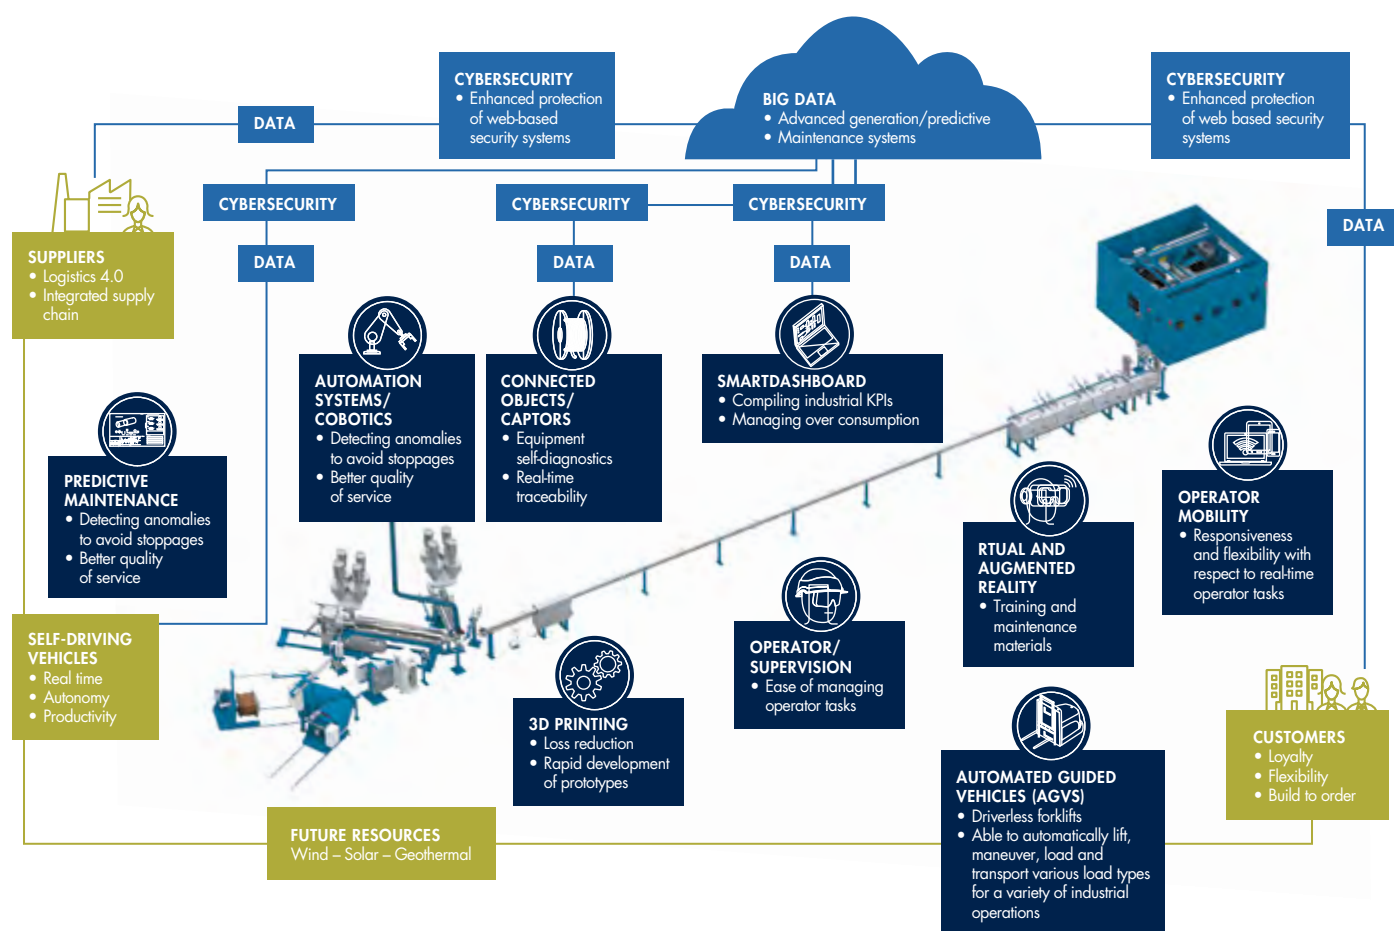 CYBERSECURITY
• Enhanced protection
of web-based
security systems
BIG DATA
• Advanced generation/predictive
• Maintenance systems
CYBERSECURITY
• Enhanced protection
of web based security
systems
DATA
CYBERSECURITY
CYBERSECURITY
CYBERSECURITY
DATA
DATA
DATA
DATA
SUPPLIERS
• Logistics 4.0
• Integrated supply
chain
AUTOMATION
SYSTEMS/
COBOTICS
• Detecting anomalies
to avoid stoppages
• Better quality
of service
CONNECTED
OBJECTS/
CAPTORS
• Equipment
self-diagnostics
• Real-time
traceability
SMARTDASHBOARD
• Compiling industrial KPIs
• Managing over consumption
PREDICTIVE
MAINTENANCE
• Detecting anomalies
to avoid stoppages
• Better quality
of service
OPERATOR
MOBILITY
• Responsiveness
and flexibility with
respect to real-time
operator tasks
RTUAL AND
AUGMENTED
REALITY
• Training and
maintenance
materials
SELF-DRIVING
VEHICLES
• Real time
• Autonomy
• Productivity
OPERATOR/
SUPERVISION
• Ease of managing
operator tasks
3D PRINTING
• Loss reduction
• Rapid development
of prototypes
CUSTOMERS
• Loyalty
• Flexibility
• Build to order
AUTOMATED GUIDED
VEHICLES (AGVS)
• Driverless forklifts
• Able to automatically lift,
maneuver, load and
transport various load types
for a variety of industrial
operations
FUTURE RESOURCES
Wind – Solar – Geothermal